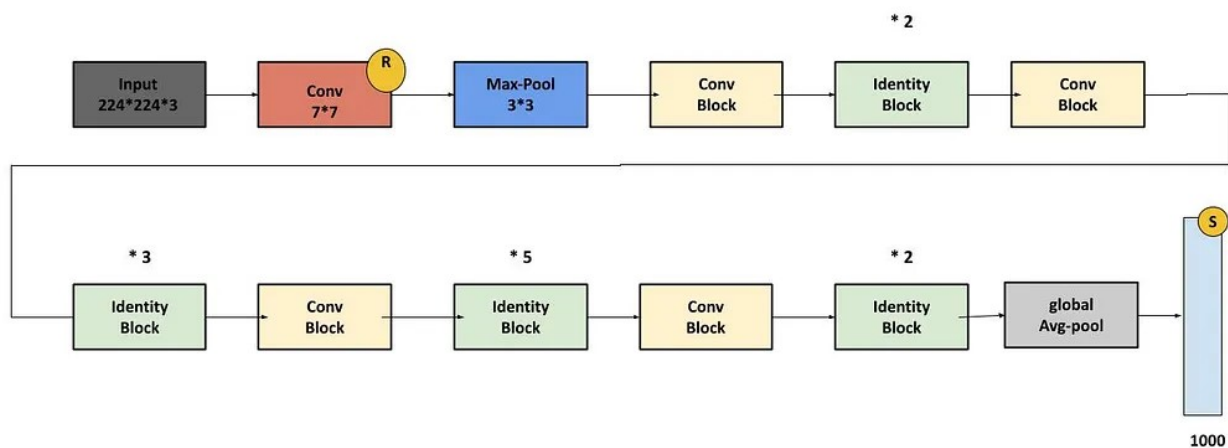 * 2
Input
224*224*3
Conv
7*7
R
Max-Pool
3*3
Conv
Block
Identity
Block
Conv
Block
* 3
Identity
Block
Conv
Block
* 5
Identity
Block
Conv
Block
* 2
Identity
Block
global
Avg-pool
S
1000